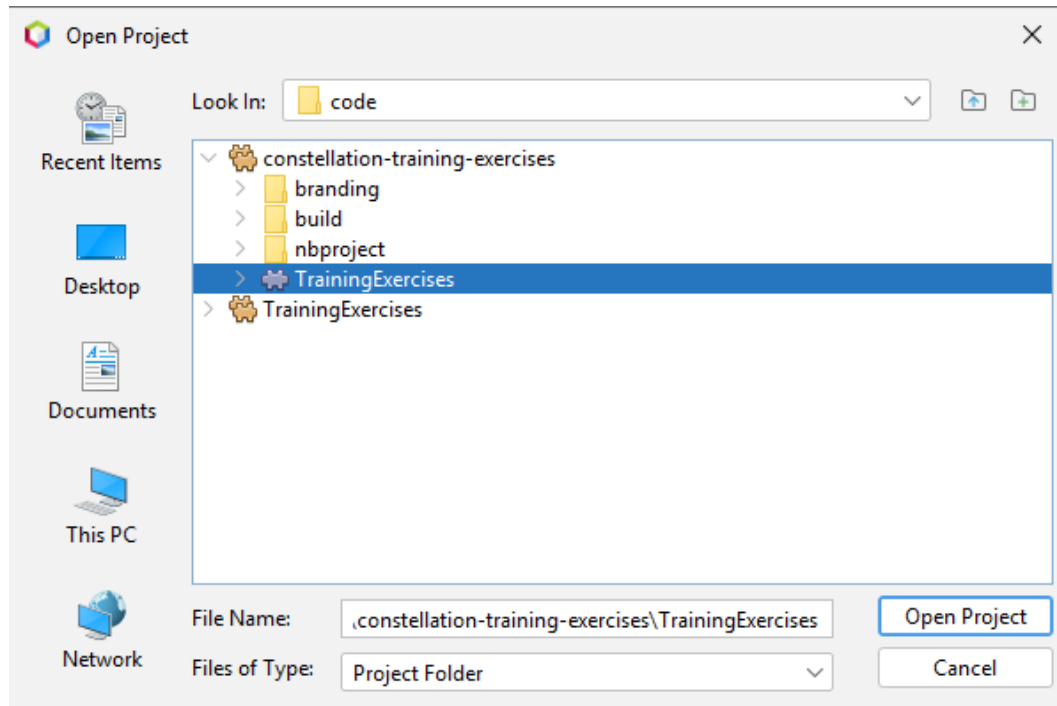 Open Project
Look In:
code
Recent Items
Desktop
Documents
This PC
Network
constellation-training-exercises
branding
build
nbproject
TrainingExercises
TrainingExercises
File Name:
\constellation-training-exercises\TrainingExercises
Open Project
Files of Type:
Project Folder
Cancel